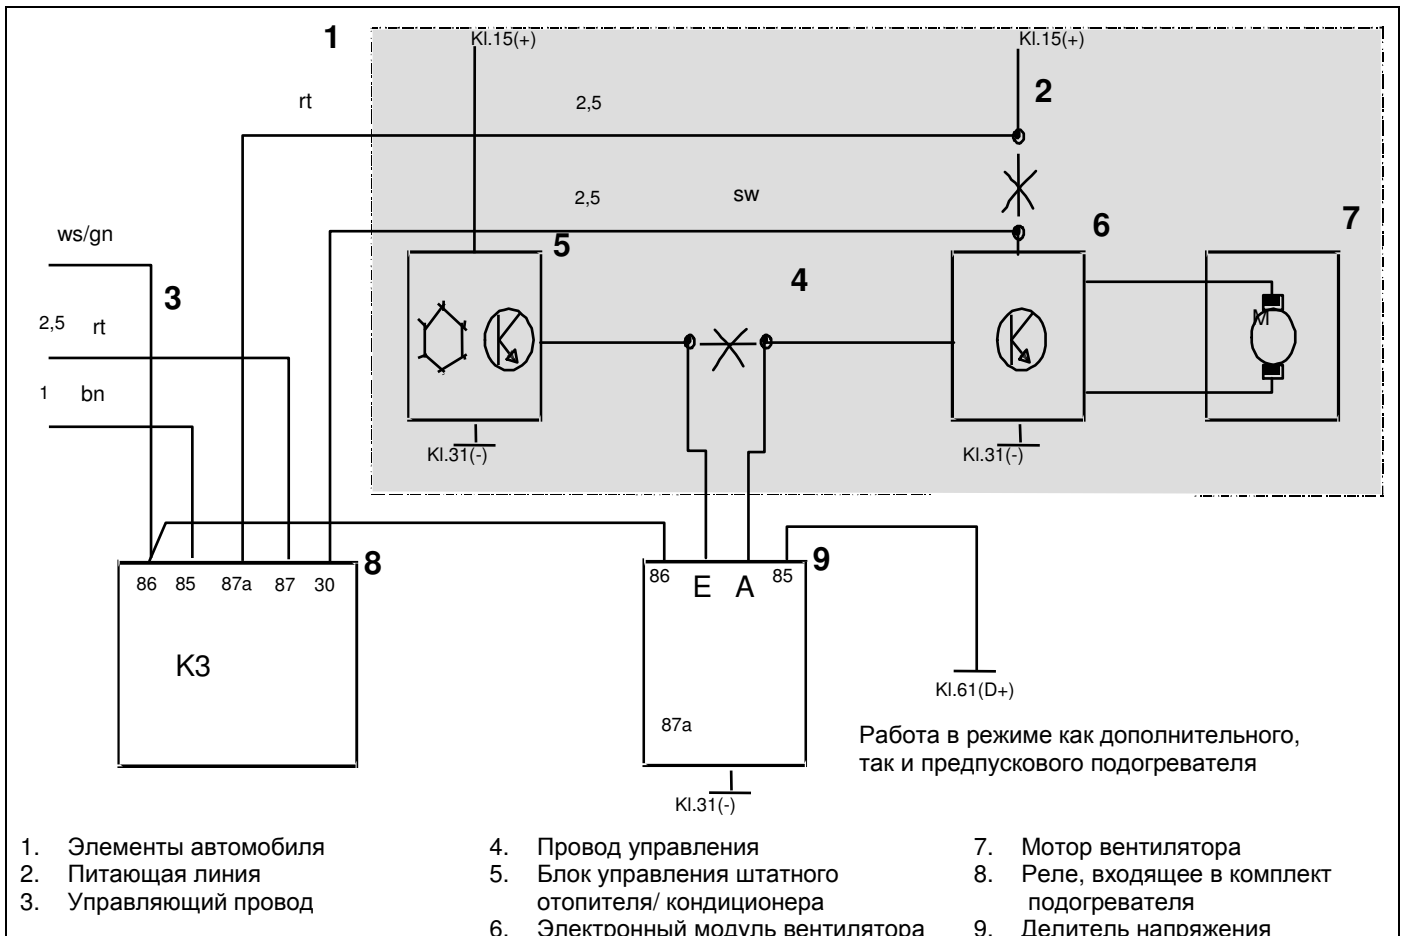 1
Kl.15(+)
Kl.15(+)
rt
2,5
2
2,5
sw
ws/gn
5
6
7
3
4
2,5 rt
M
1 bn
Kl.31(-)
Kl.31(-)
8
9
86 85 87a 87 30
86 E A 85
K3
Kl.61(D+)
87a
Работа в режиме как дополнительного,
так и предпускового подогревателя
Kl.31(-)
1. Элементы автомобиля
2. Питающая линия
3. Управляющий провод
4. Провод управления
5. Блок управления штатного
отопителя/ кондиционера
6. Электронный модуль вентилятора
7. Мотор вентилятора
8. Реле, входящее в комплект
подогревателя
9. Делитель напряжения